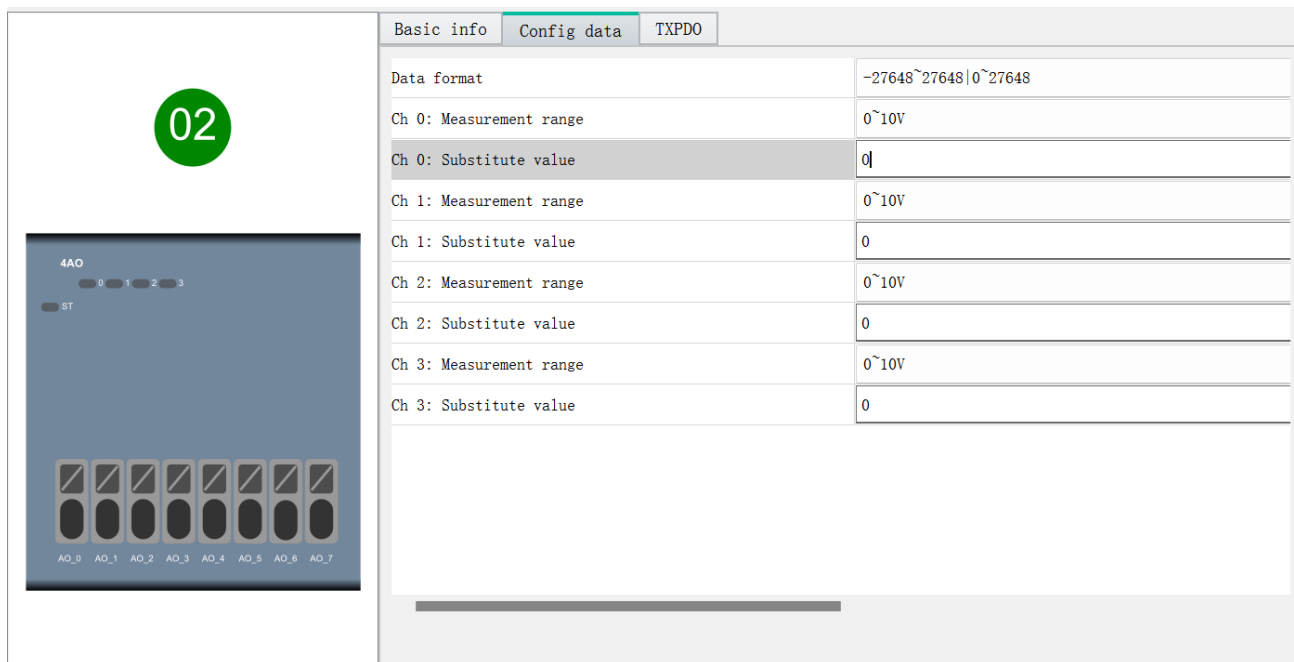 Basic info Config data TXPDO
02
Data format -27648~27648|0~27648
Ch 0: Measurement range 0~10V
Ch 0: Substitute value 0
Ch 1: Measurement range 0~10V
Ch 1: Substitute value 0
Ch 2: Measurement range 0~10V
Ch 2: Substitute value 0
Ch 3: Measurement range 0~10V
Ch 3: Substitute value 0
4AO
0 1 2 3
ST
AO_0 AO_1 AO_2 AO_3 AO_4 AO_5 AO_6 AO_7